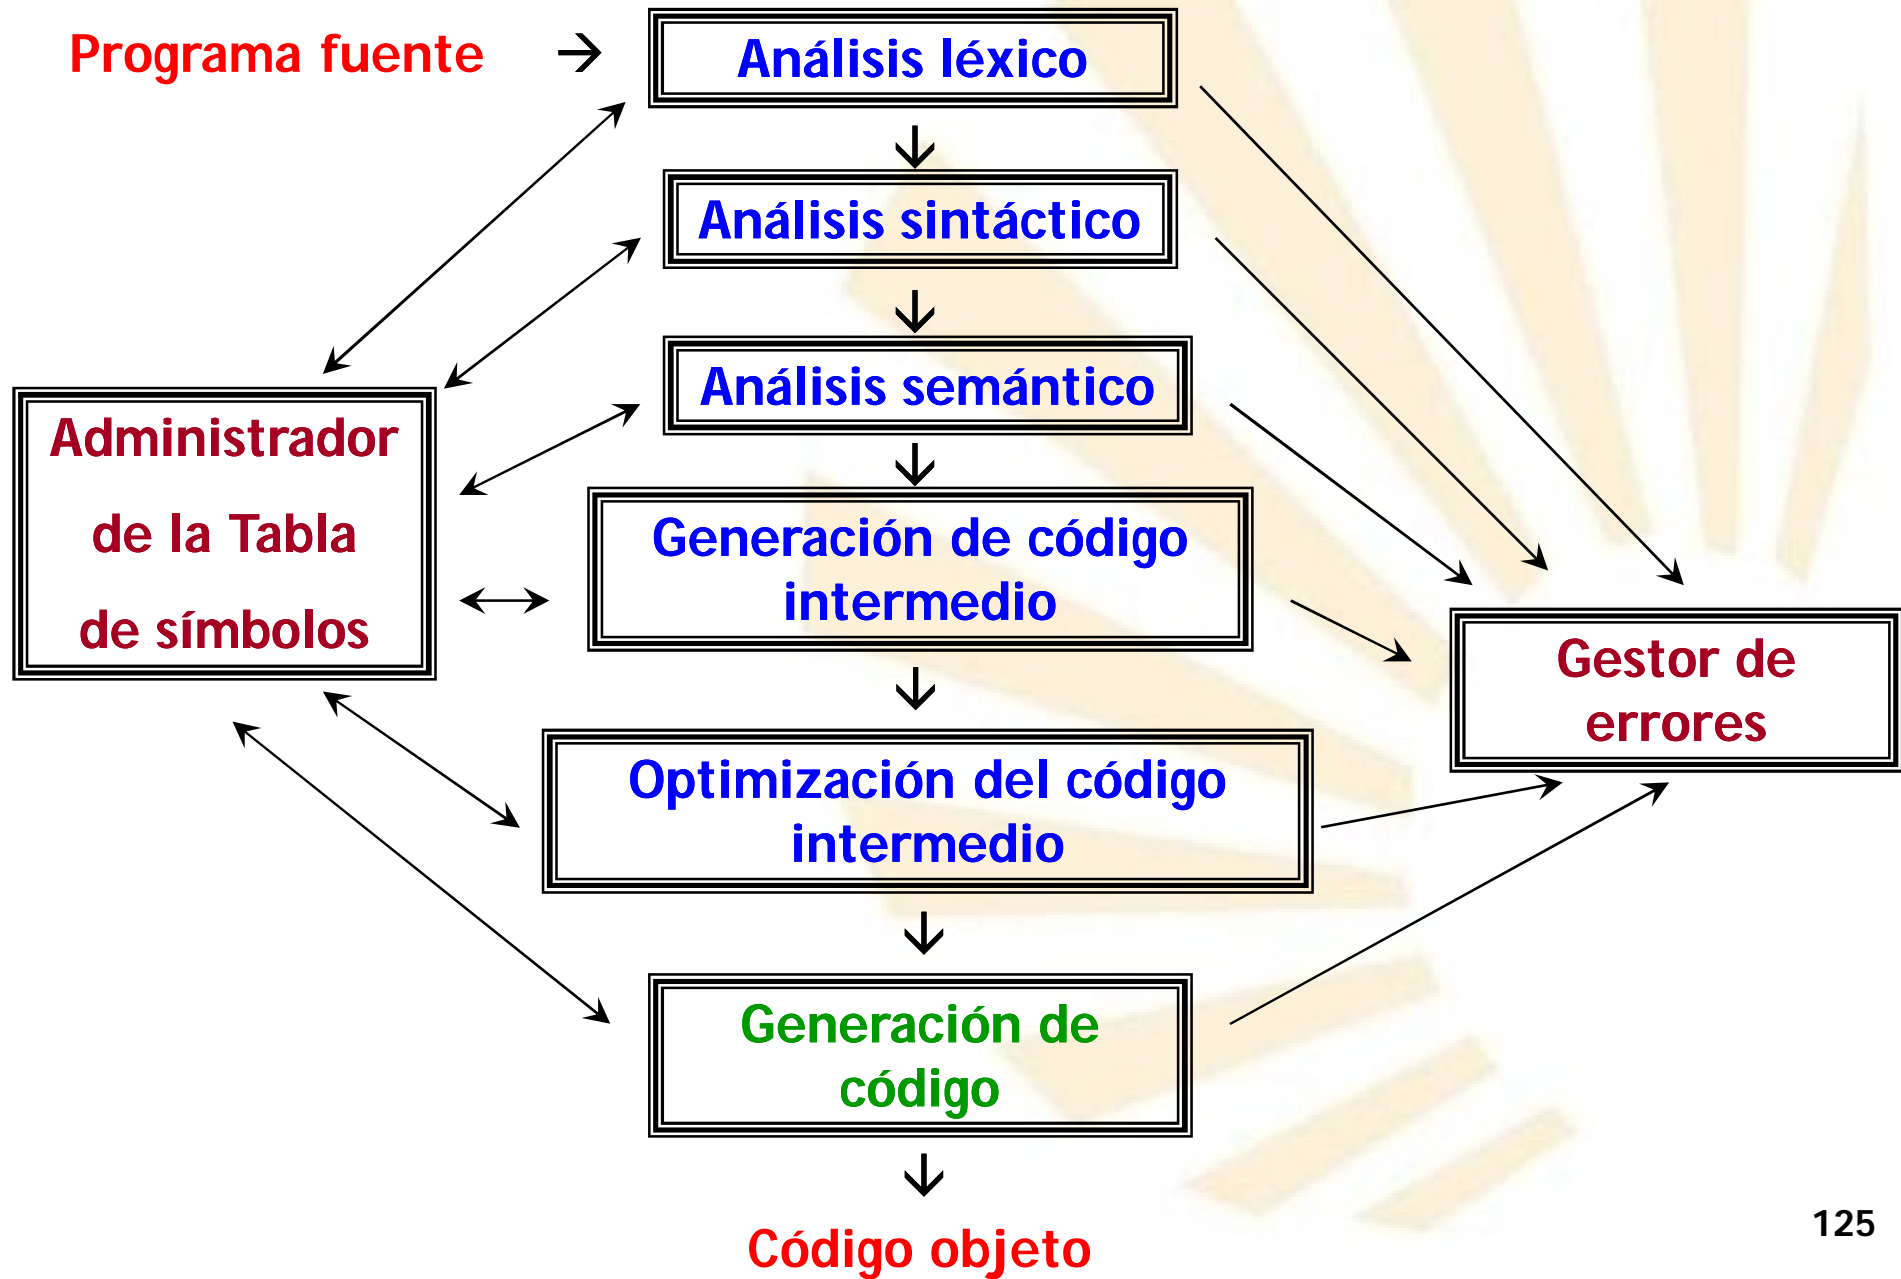 Programa fuente →
Análisis léxico
Análisis sintáctico
Análisis semántico
Administrador
de la Tabla
de símbolos
Generación de código
intermedio
Gestor de
errores
Optimización del código
intermedio
Generación de
código
Código objeto
125